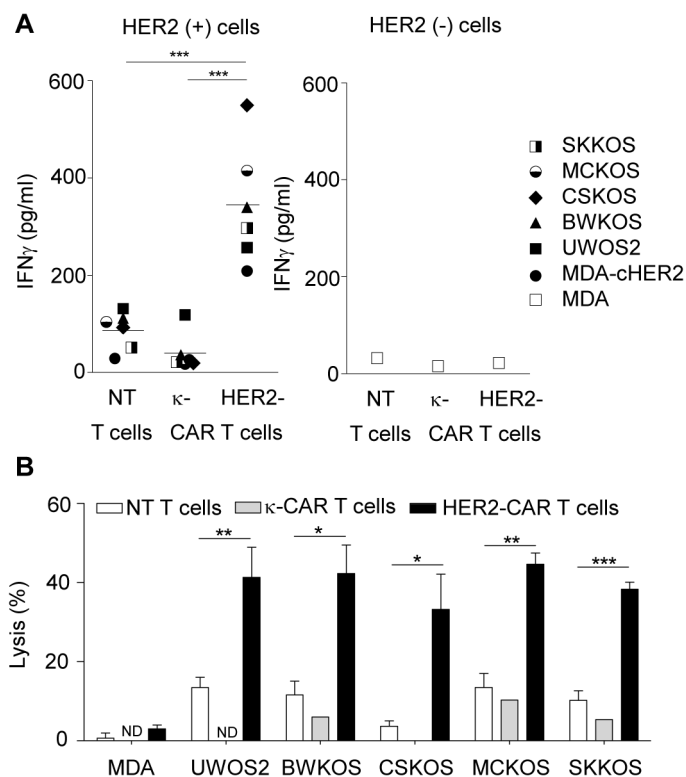 A
HER2 (+) cells
HER2 (-) cells
***
***
600
400
200
0
IFNγ (pg/ml)
NT
κ-
HER2-
T cells
CAR T cells
600
400
200
0
IFNγ (pg/ml)
NT
κ-
HER2-
T cells
CAR T cells
SKKOS
MCKOS
CSKOS
BWKOS
UWOS2
MDA-cHER2
MDA
B
NT T cells
κ-CAR T cells
HER2-CAR T cells
60
40
20
0
Lysis (%)
**
*
*
**
***
ND
ND
MDA
UWOS2
BWKOS
CSKOS
MCKOS
SKKOS